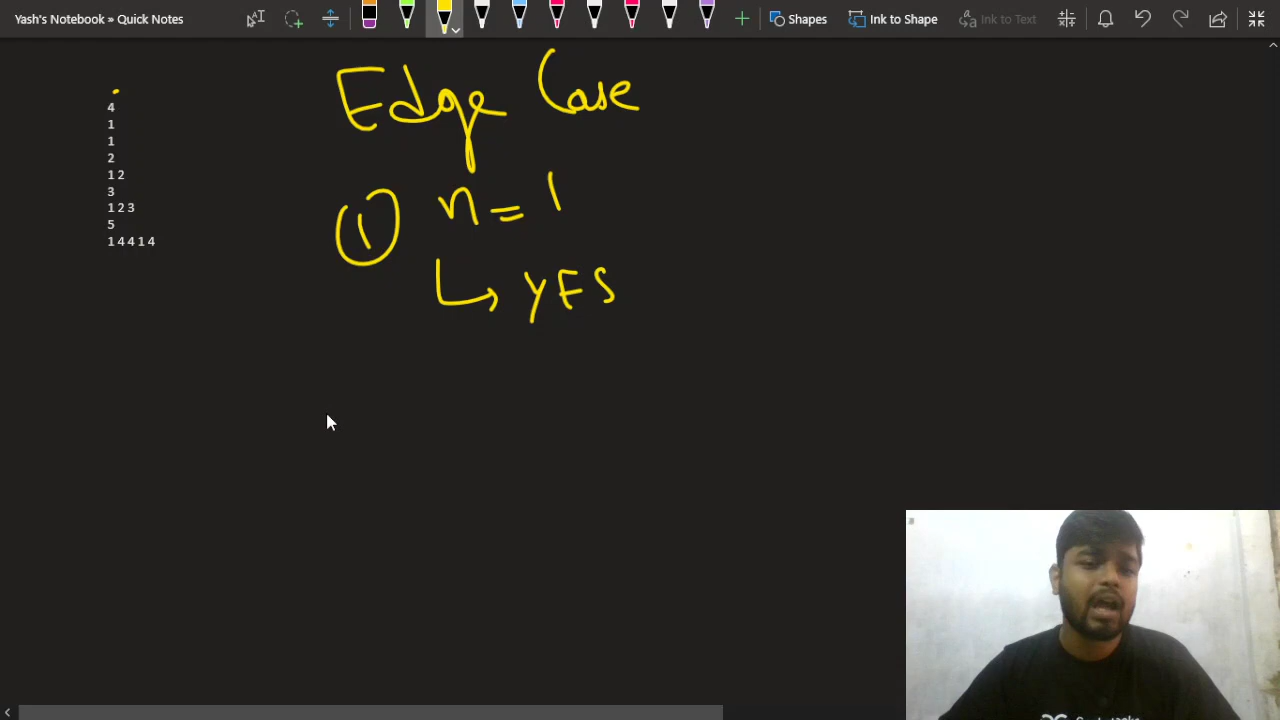 Yash's Notebook » Quick Notes
Shapes
Ink to Shape
Ink to Text
4
1
1
2
1 2
3
1 2 3
5
1 4 4 1 4
Edge Case
① n = 1
↳ YES